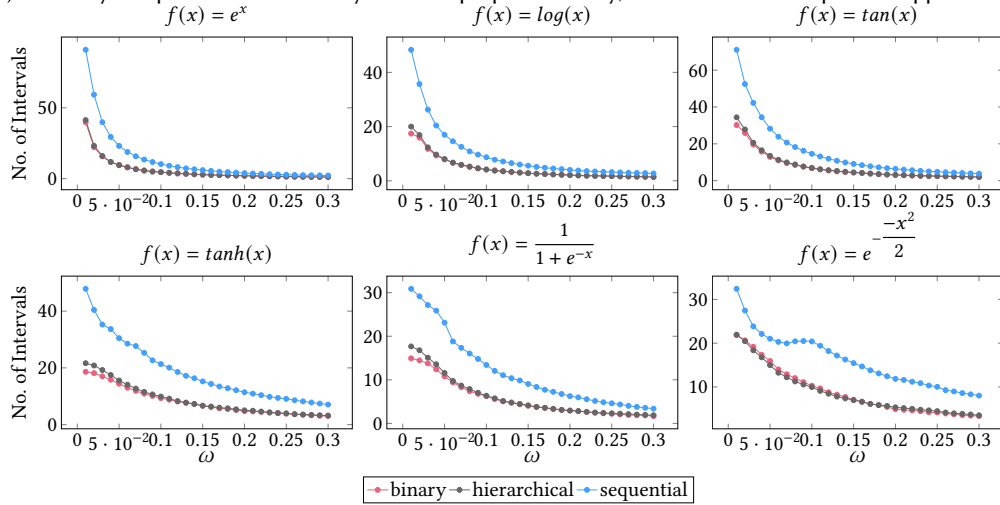 f(x) = e^x f(x) = log(x) f(x) = tan(x)
No. of Intervals
50
0
40
20
0
60
40
20
0
0 5 · 10−2 0.1 0.15 0.2 0.25 0.3
0 5 · 10−2 0.1 0.15 0.2 0.25 0.3
0 5 · 10−2 0.1 0.15 0.2 0.25 0.3
f(x) = tanh(x) f(x) = 1 / (1 + e^−x) f(x) = e^−(−x^2 / 2)
No. of Intervals
40
20
0
30
20
10
0
30
20
10
0 5 · 10−2 0.1 0.15 0.2 0.25 0.3
0 5 · 10−2 0.1 0.15 0.2 0.25 0.3
0 5 · 10−2 0.1 0.15 0.2 0.25 0.3
ω ω ω
binary hierarchical sequential